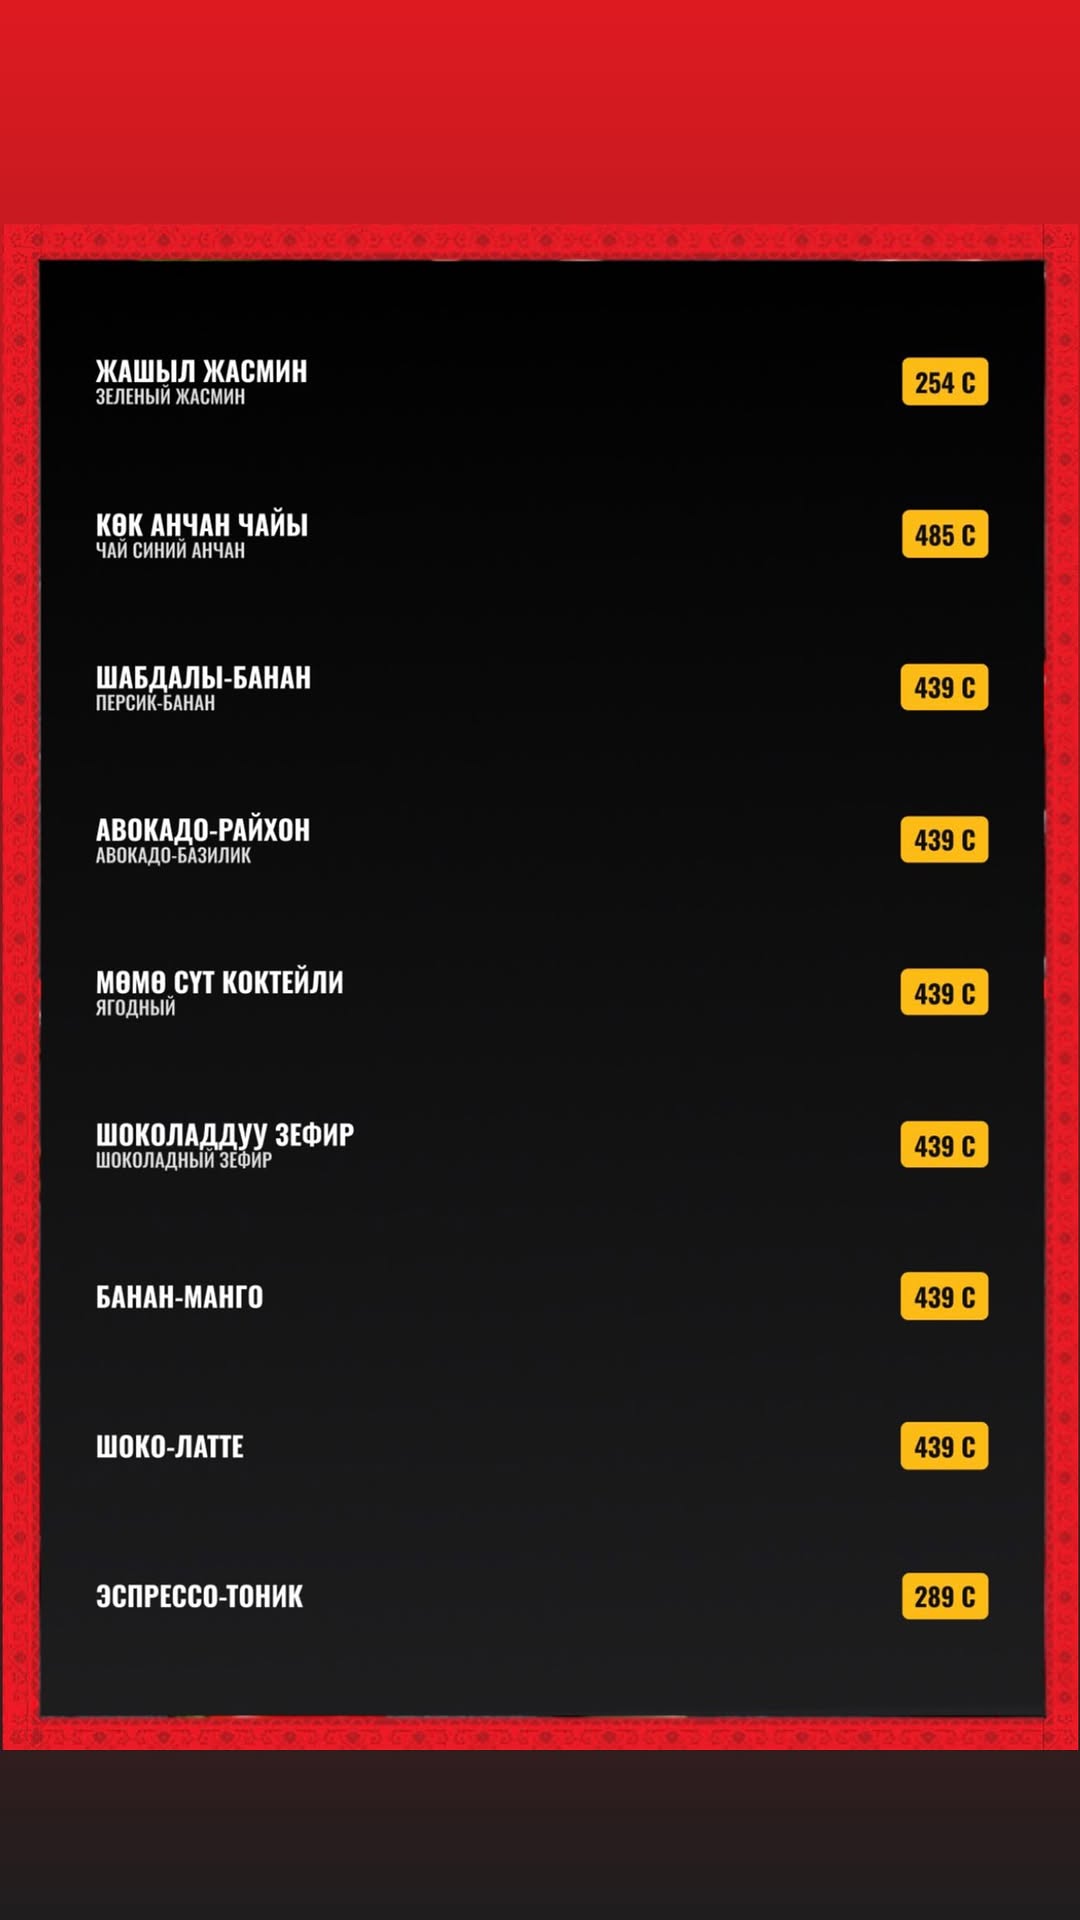 ЖАШЫЛ ЖАСМИН
ЗЕЛЕНЫЙ ЖАСМИН
254 С
КӨК АНЧАН ЧАЙЫ
ЧАЙ СИНИЙ АНЧАН
485 С
ШАБДАЛЫ-БАНАН
ПЕРСИК-БАНАН
439 С
АВОКАДО-РАЙХОН
АВОКАДО-БАЗИЛИК
439 С
МӨМӨ СҮТ КОКТЕЙЛИ
ЯГОДНЫЙ
439 С
ШОКОЛАДДУУ ЗЕФИР
ШОКОЛАДНЫЙ ЗЕФИР
439 С
БАНАН-МАНГО
439 С
ШОКО-ЛАТТЕ
439 С
ЭСПРЕССО-ТОНИК
289 С